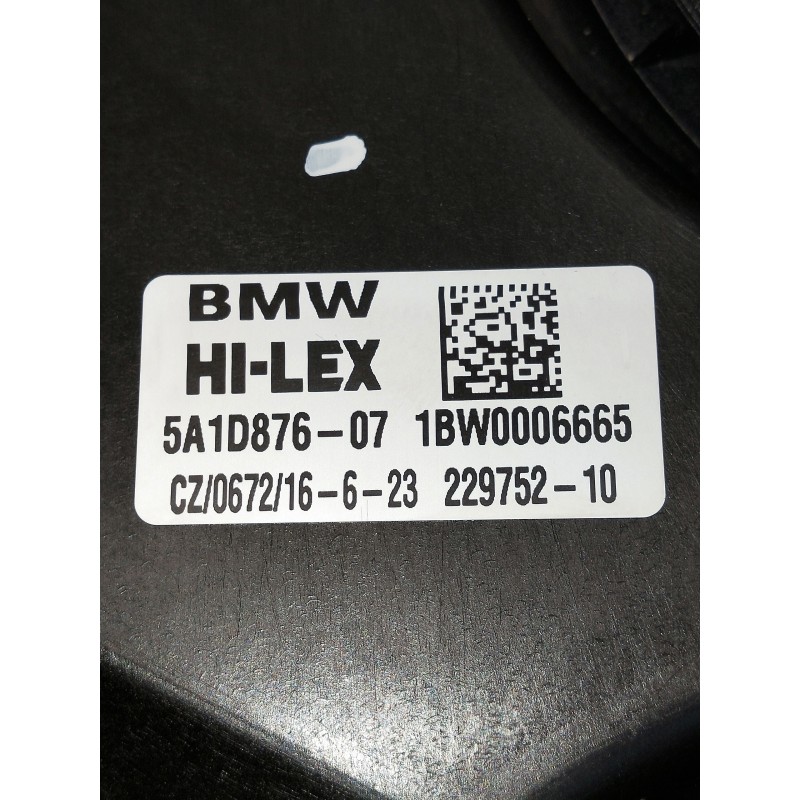 BMW
HI-LEX
5A1D876-07 1BW0006665
CZ/0672/16-6-23 229752-10